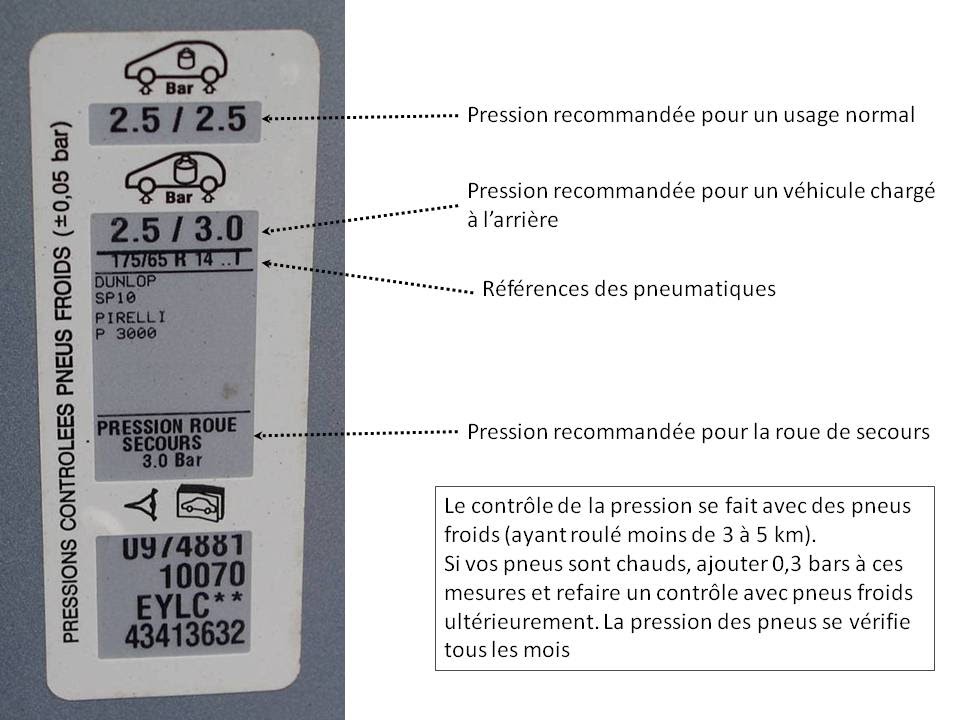 PRESSIONS CONTROLEES PNEUS FROIDS (±0,05 bar)
Bar
2.5 / 2.5
Bar
2.5 / 3.0
175/65 R 14 ..T
DUNLOP
SP10
PIRELLI
P 3000
PRESSION ROUE
SECOURS
3.0 Bar
0974881
10070
EYLC**
43413632
Pression recommandée pour un usage normal
Pression recommandée pour un véhicule chargé
à l’arrière
Références des pneumatiques
Pression recommandée pour la roue de secours
Le contrôle de la pression se fait avec des pneus
froids (ayant roulé moins de 3 à 5 km).
Si vos pneus sont chauds, ajouter 0,3 bars à ces
mesures et refaire un contrôle avec pneus froids
ultérieurement. La pression des pneus se vérifie
tous les mois